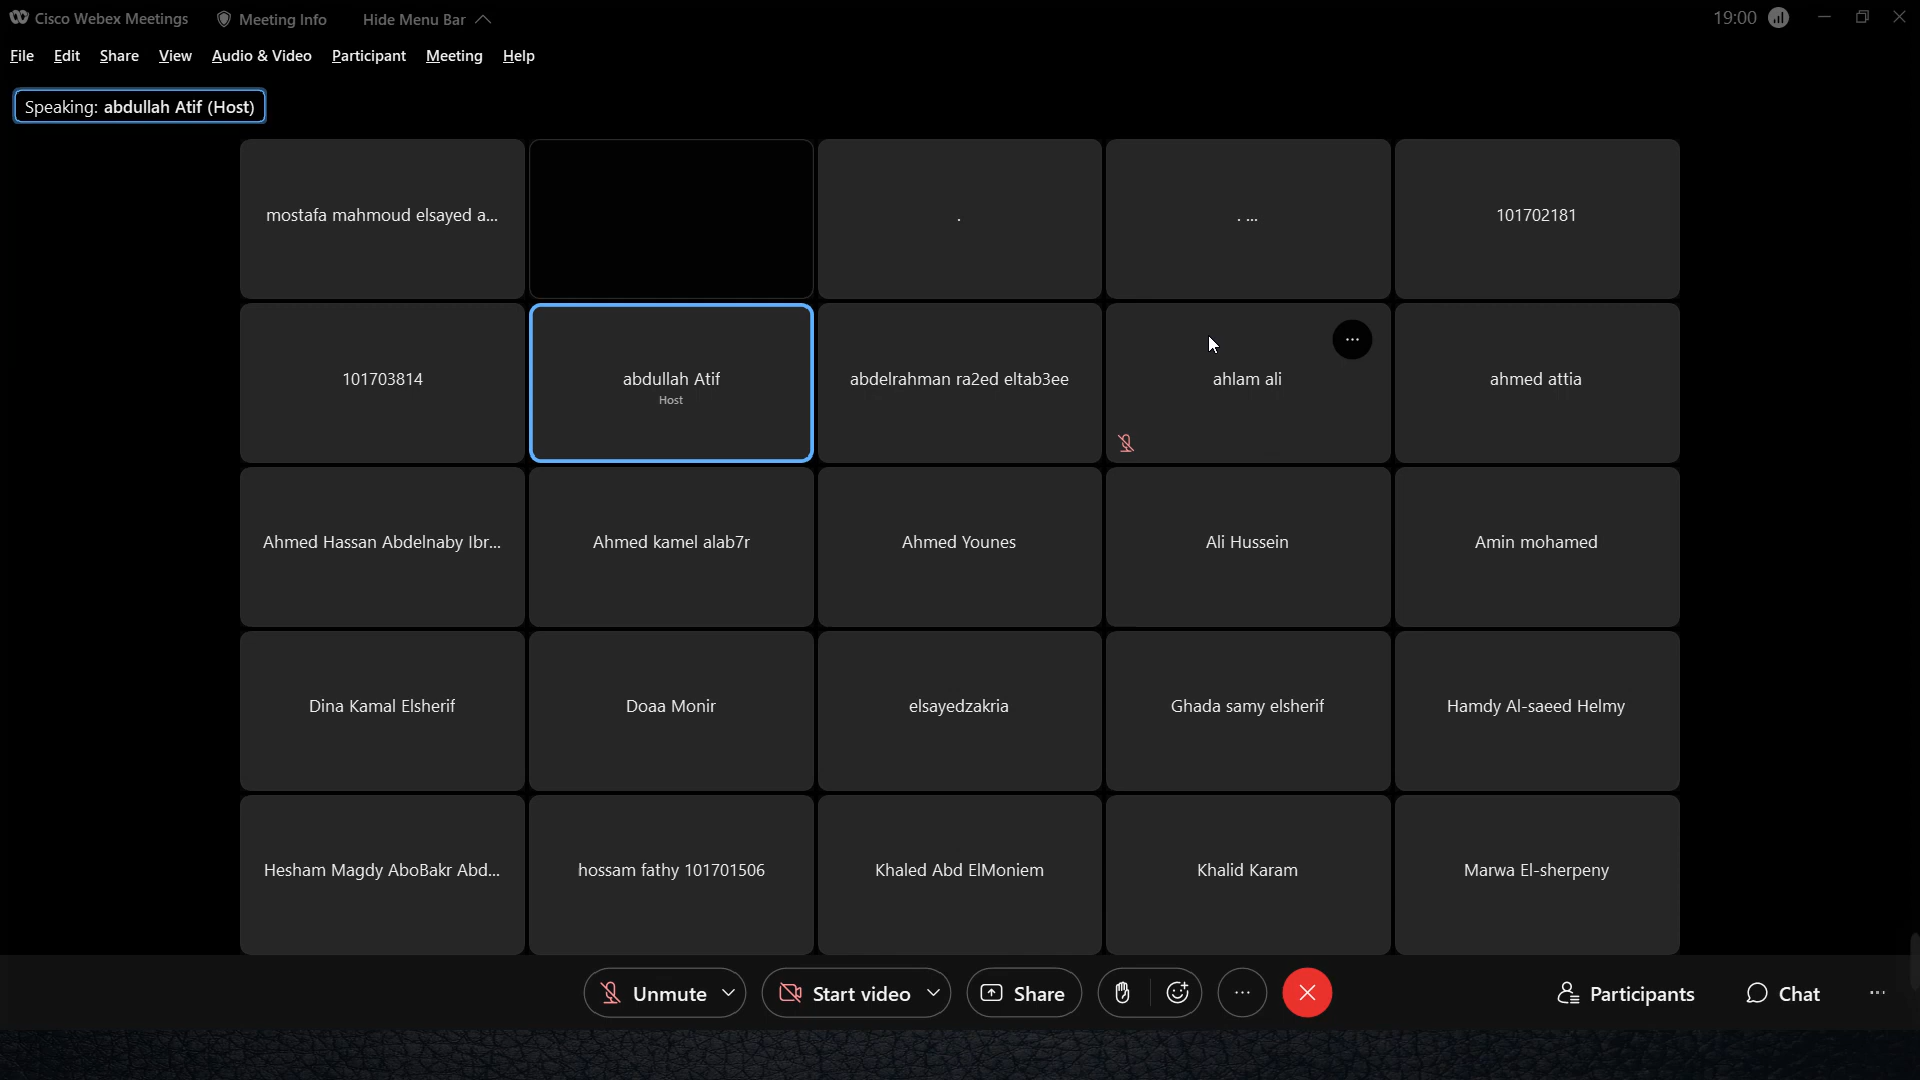 Cisco Webex Meetings Meeting Info Hide Menu Bar 19:00
File Edit Share View Audio & Video Participant Meeting Help
Speaking: abdullah Atif (Host)
mostafa mahmoud elsayed a... . . ... 101702181
101703814 abdullah Atif abdelrahman ra2ed eltab3ee ahlam ali ahmed attia
Host
Ahmed Hassan Abdelnaby Ibr... Ahmed kamel alab7r Ahmed Younes Ali Hussein Amin mohamed
Dina Kamal Elsherif Doaa Monir elsayedzakria Ghada samy elsherif Hamdy Al-saeed Helmy
Hesham Magdy AboBakr Abd... hossam fathy 101701506 Khaled Abd ElMoniem Khalid Karam Marwa El-sherpeny
Unmute Start video Share Participants Chat